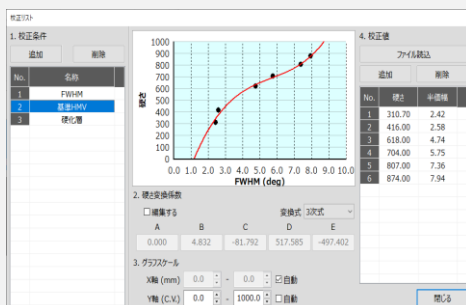 校正リスト
1. 校正条件
追加 削除
No. 名称
1 FWHM
2 基準HMV
3 硬化層
硬さ
1000
900
800
700
600
500
400
300
200
100
0
0.0 1.0 2.0 3.0 4.0 5.0 6.0 7.0 8.0 9.0 10.0
FWHM (deg)
2. 硬さ変換係数
編集する 変換式 3次式
A B C D E
0.000 4.832 -81.792 517.585 -497.402
3. グラフスケール
X軸 (mm) 0.0 - 0.0 自動
Y軸 (C.V.) 0.0 - 1000.0 自動
4. 校正値
ファイル読込
追加 削除
No. 硬さ 半価幅
1 310.70 2.42
2 416.00 2.58
3 618.00 4.74
4 704.00 5.75
5 807.00 7.36
6 874.00 7.94
閉じる